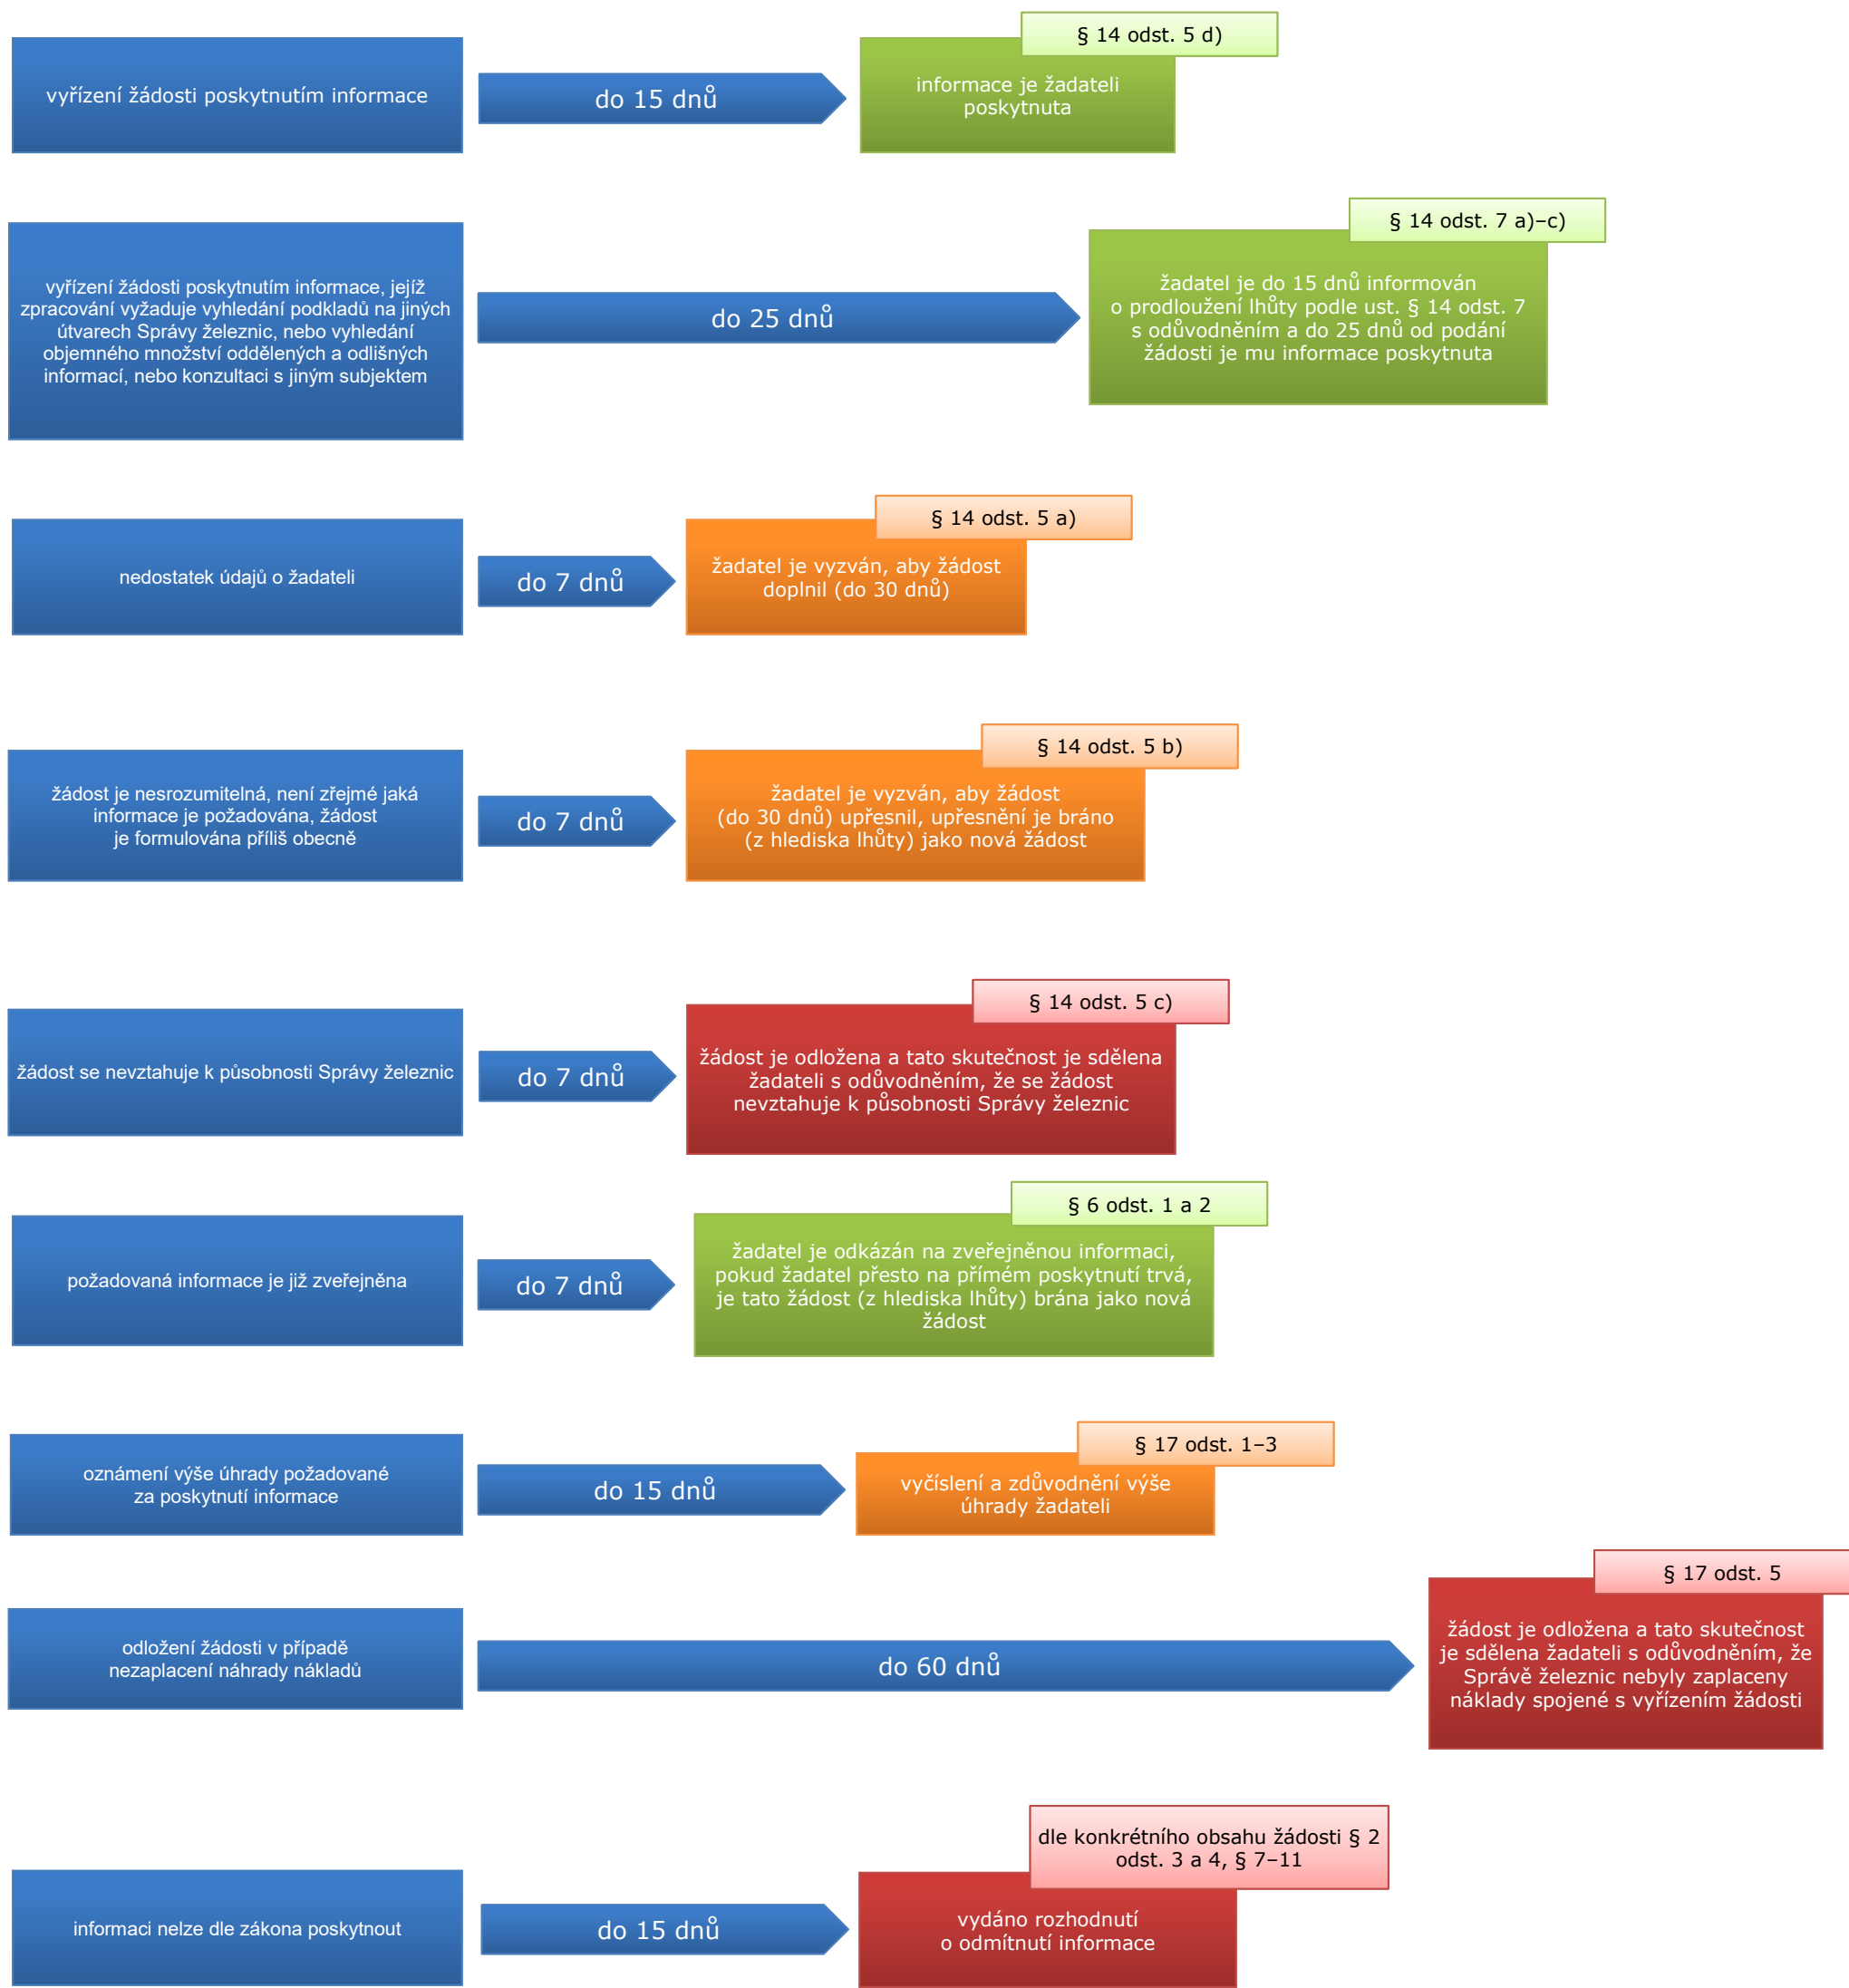 § 14 odst. 5 d)
vyřízení žádosti poskytnutím informace
do 15 dnů
informace je žadateli
poskytnuta
§ 14 odst. 7 a)–c)
vyřízení žádosti poskytnutím informace, jejíž
zpracování vyžaduje vyhledání podkladů na jiných
útvarech Správy železnic, nebo vyhledání
objemného množství oddělených a odlišných
informací, nebo konzultaci s jiným subjektem
do 25 dnů
žadatel je do 15 dnů informován
o prodloužení lhůty podle ust. § 14 odst. 7
s odůvodněním a do 25 dnů od podání
žádosti je mu informace poskytnuta
§ 14 odst. 5 a)
nedostatek údajů o žadateli
do 7 dnů
žadatel je vyzván, aby žádost
doplnil (do 30 dnů)
§ 14 odst. 5 b)
žádost je nesrozumitelná, není zřejmé jaká
informace je požadována, žádost
je formulována příliš obecně
do 7 dnů
žadatel je vyzván, aby žádost
(do 30 dnů) upřesnil, upřesnění je bráno
(z hlediska lhůty) jako nová žádost
§ 14 odst. 5 c)
žádost se nevztahuje k působnosti Správy železnic
do 7 dnů
žádost je odložena a tato skutečnost je sdělena
žadateli s odůvodněním, že se žádost
nevztahuje k působnosti Správy železnic
§ 6 odst. 1 a 2
požadovaná informace je již zveřejněna
do 7 dnů
žadatel je odkázán na zveřejněnou informaci,
pokud žadatel přesto na přímém poskytnutí trvá,
je tato žádost (z hlediska lhůty) brána jako nová
žádost
§ 17 odst. 1–3
oznámení výše úhrady požadované
za poskytnutí informace
do 15 dnů
vyčíslení a zdůvodnění výše
úhrady žadateli
§ 17 odst. 5
odložení žádosti v případě
nezaplacení náhrady nákladů
do 60 dnů
žádost je odložena a tato skutečnost
je sdělena žadateli s odůvodněním, že
Správě železnic nebyly zaplaceny
náklady spojené s vyřízením žádosti
dle konkrétního obsahu žádosti § 2
odst. 3 a 4, § 7–11
informaci nelze dle zákona poskytnout
do 15 dnů
vydáno rozhodnutí
o odmítnutí informace